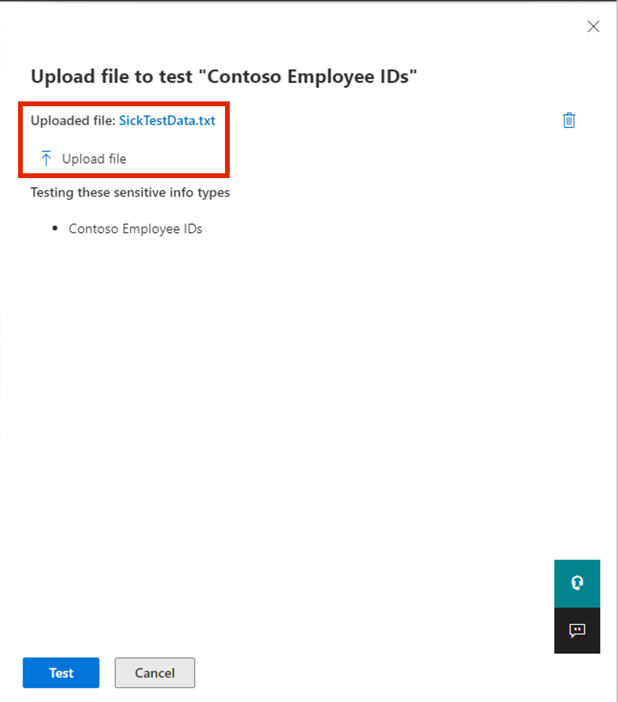 Upload file to test "Contoso Employee IDs"
Uploaded file: SickTestData.txt
Upload file
Testing these sensitive info types
• Contoso Employee IDs
Test
Cancel